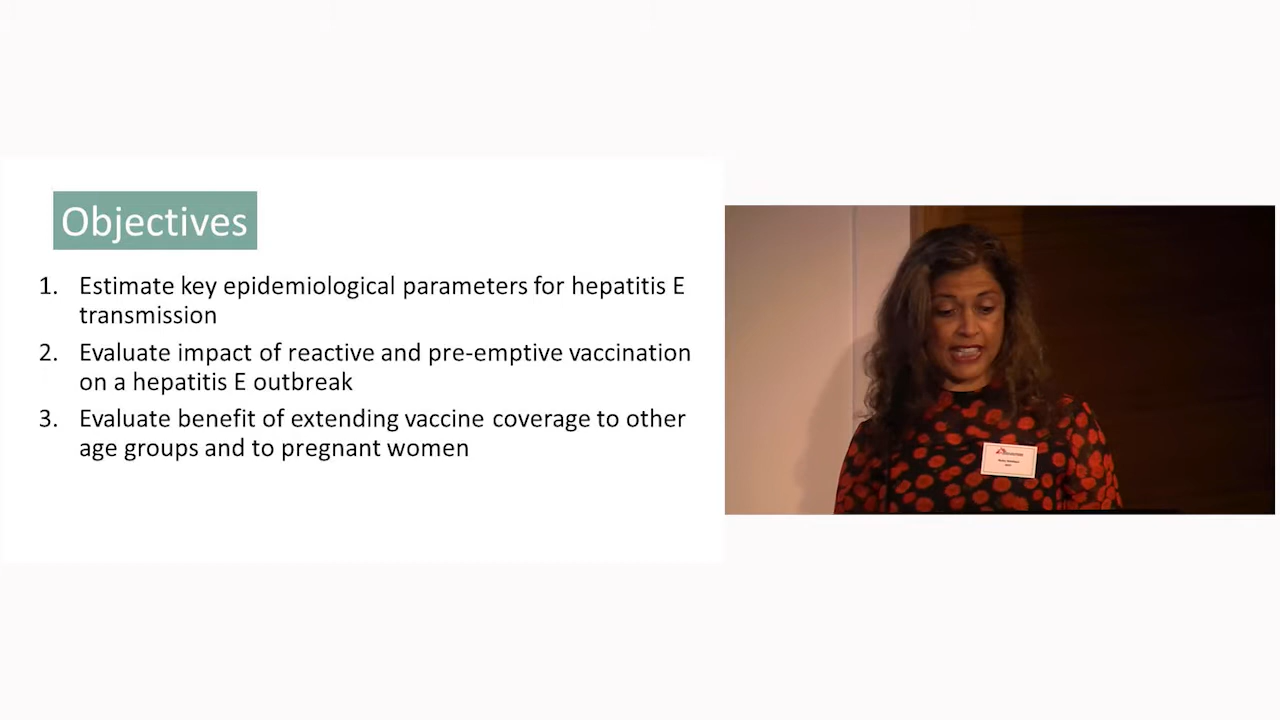 Objectives
1. Estimate key epidemiological parameters for hepatitis E
transmission
2. Evaluate impact of reactive and pre-emptive vaccination
on a hepatitis E outbreak
3. Evaluate benefit of extending vaccine coverage to other
age groups and to pregnant women